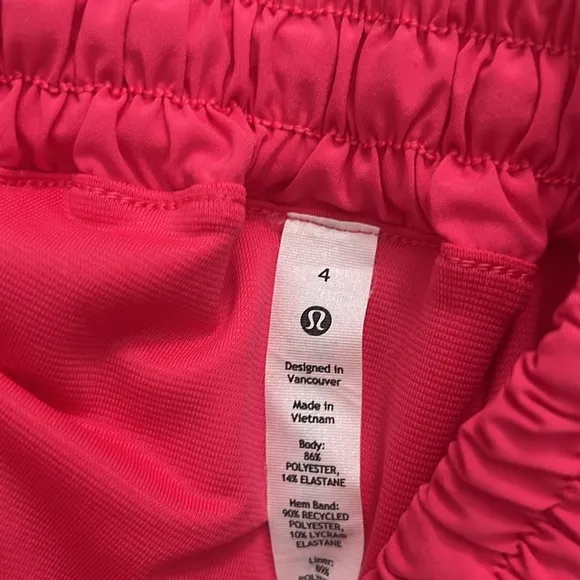 4
Designed in
Vancouver
Made in
Vietnam
Body:
86%
POLYESTER,
14% ELASTANE
Hem Band:
90% RECYCLED
POLYESTER,
10% LYCRA®
ELASTANE
Liner: